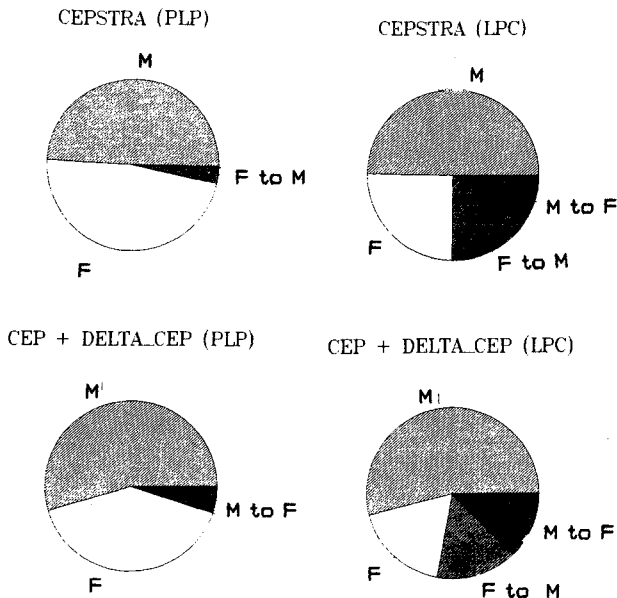 CEPSTRA (PLP)
M
F to M
F
CEPSTRA (LPC)
M
M to F
F to M
F
CEP + DELTA_CEP (PLP)
M
M to F
F
CEP + DELTA_CEP (LPC)
M
M to F
F to M
F